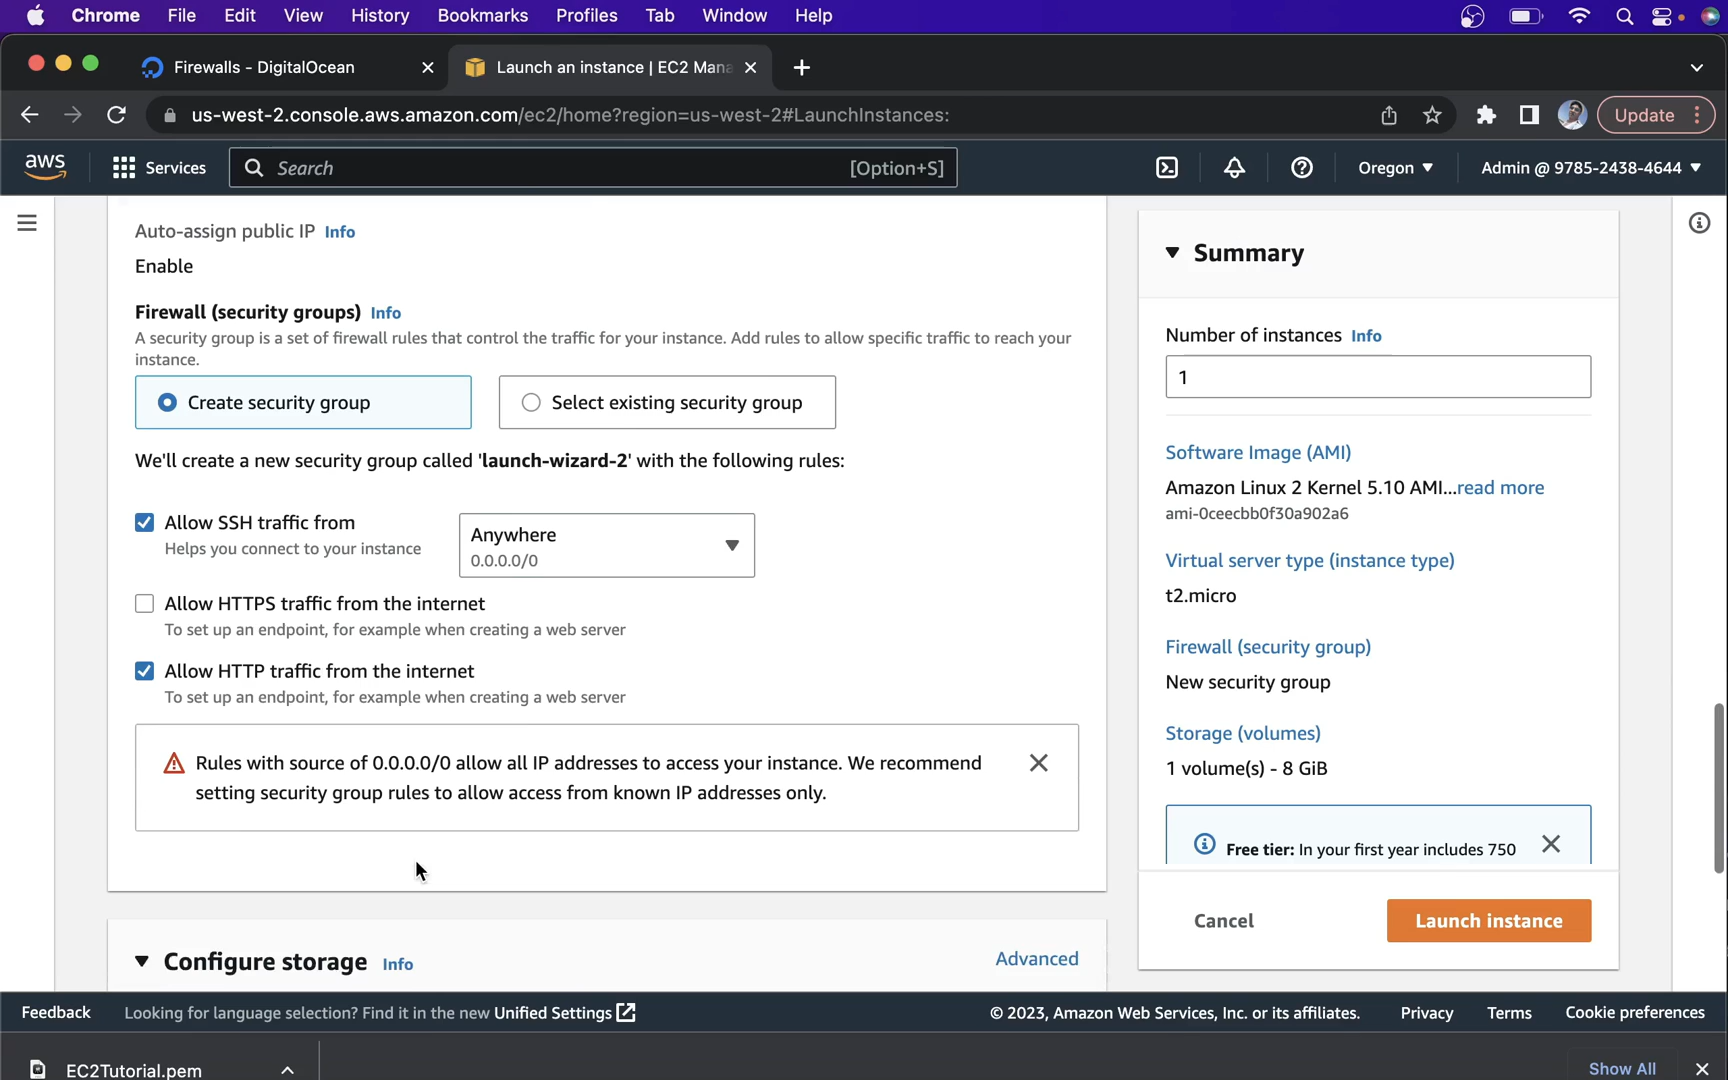 Chrome File Edit View History Bookmarks Profiles Tab Window Help
Firewalls - DigitalOcean
Launch an instance | EC2 Mana
us-west-2.console.aws.amazon.com/ec2/home?region=us-west-2#LaunchInstances:
Update
aws
Services
Search
[Option+S]
Oregon
Admin @ 9785-2438-4644
Auto-assign public IP Info
Enable
Firewall (security groups) Info
A security group is a set of firewall rules that control the traffic for your instance. Add rules to allow specific traffic to reach your
instance.
Create security group
Select existing security group
We'll create a new security group called 'launch-wizard-2' with the following rules:
Allow SSH traffic from
Helps you connect to your instance
Anywhere
0.0.0.0/0
Allow HTTPS traffic from the internet
To set up an endpoint, for example when creating a web server
Allow HTTP traffic from the internet
To set up an endpoint, for example when creating a web server
Rules with source of 0.0.0.0/0 allow all IP addresses to access your instance. We recommend
setting security group rules to allow access from known IP addresses only.
Configure storage Info
Advanced
Summary
Number of instances Info
1
Software Image (AMI)
Amazon Linux 2 Kernel 5.10 AMI...read more
ami-0ceecbb0f30a902a6
Virtual server type (instance type)
t2.micro
Firewall (security group)
New security group
Storage (volumes)
1 volume(s) - 8 GiB
Free tier: In your first year includes 750
Cancel
Launch instance
Feedback
Looking for language selection? Find it in the new Unified Settings
© 2023, Amazon Web Services, Inc. or its affiliates.
Privacy
Terms
Cookie preferences
EC2Tutorial.pem
Show All